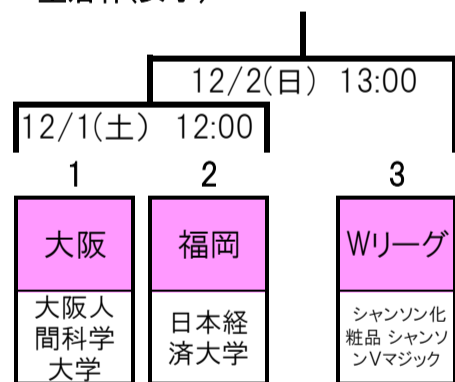 12/2(日) 13:00
12/1(土) 12:00
1 2 3
大阪 福岡 Wリーグ
大阪人 日本経 シャンソン化
間科学 済大学 粧品 シャンソ
大学 ンVマジック